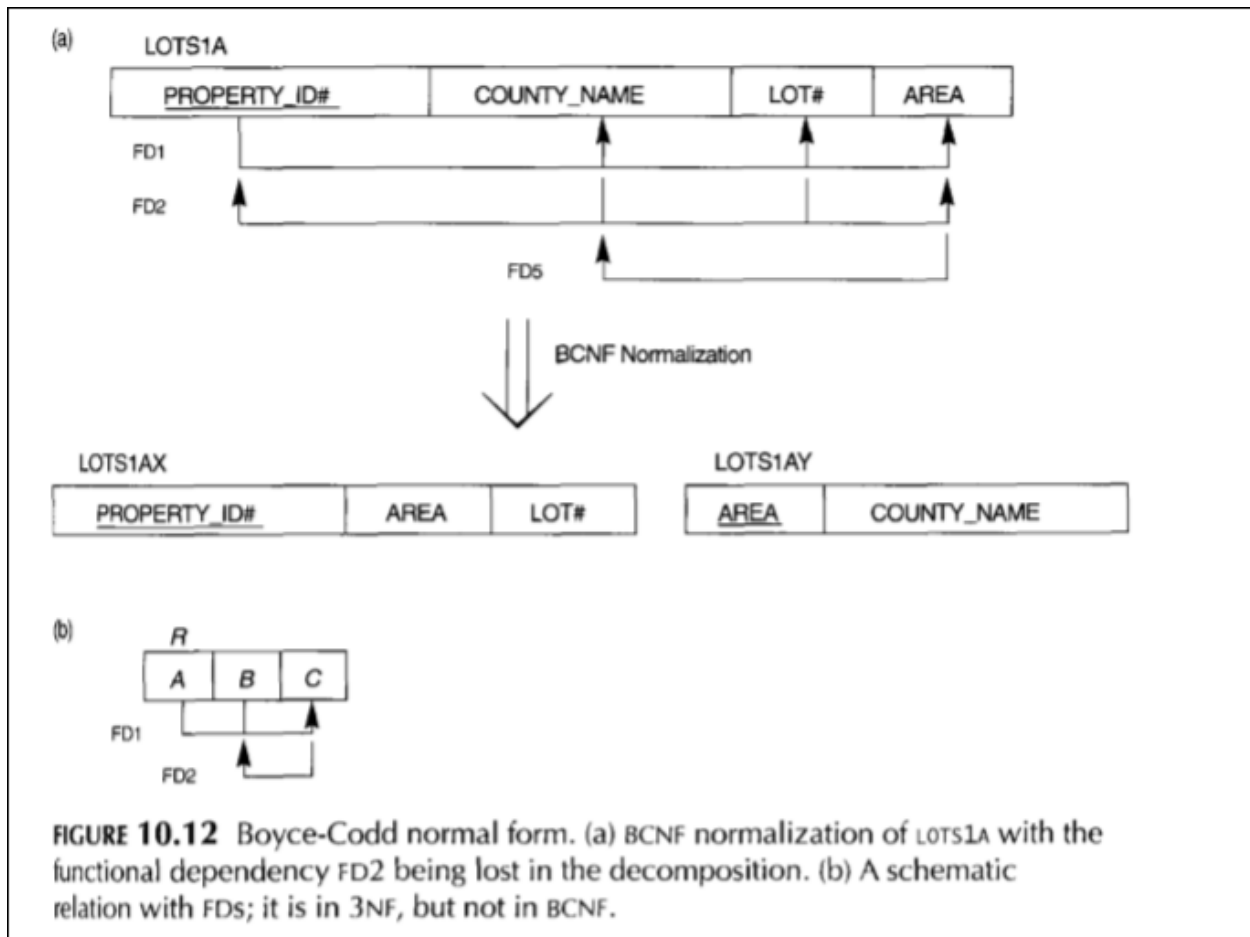 (a) LOTS1A
PROPERTY_ID# COUNTY_NAME LOT# AREA
FD1
FD2
FD5
BCNF Normalization
LOTS1AX LOTS1AY
PROPERTY_ID# AREA LOT# AREA COUNTY_NAME
(b) R
A B C
FD1
FD2
FIGURE 10.12 Boyce-Codd normal form. (a) BCNF normalization of LOTS1A with the
functional dependency FD2 being lost in the decomposition. (b) A schematic
relation with FDs; it is in 3NF, but not in BCNF.